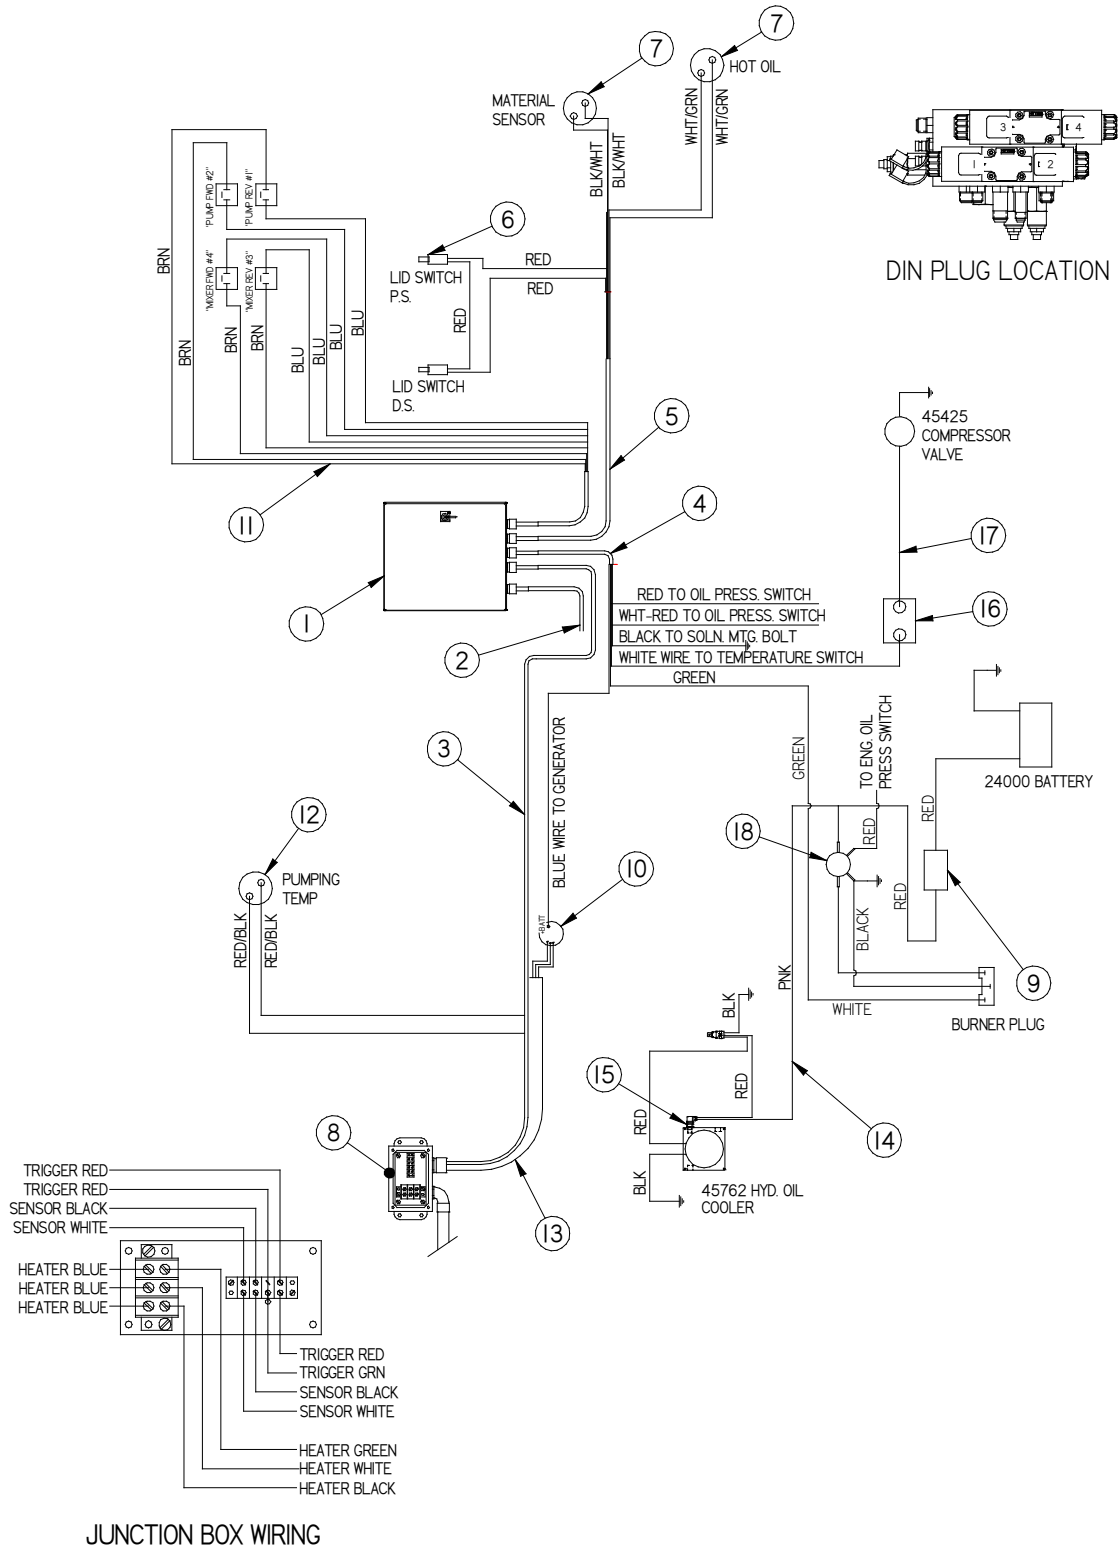 7
7
HOT OIL
MATERIAL
SENSOR
WHT/GRN
WHT/GRN
BLK/WHT
BLK/WHT
3
4
1
2
DIN PLUG LOCATION
"PUMP FWD #2"
"PUMP REV #1"
"MIXER FWD #4"
"MIXER REV #3"
BRN
BRN
BRN
BRN
BLU
BLU
BLU
BLU
6
LID SWITCH
P.S.
RED
RED
RED
LID SWITCH
D.S.
5
4
11
1
2
45425
COMPRESSOR
VALVE
17
16
RED TO OIL PRESS. SWITCH
WHT-RED TO OIL PRESS. SWITCH
BLACK TO SOLN. MTG. BOLT
WHITE WIRE TO TEMPERATURE SWITCH
GREEN
3
BLUE WIRE TO GENERATOR
GREEN
TO ENG. OIL
PRESS SWITCH
24000 BATTERY
RED
RED
RED
18
BLACK
9
12
PUMPING
TEMP
RED/BLK
RED/BLK
10
+BATT
PNK
WHITE
BURNER PLUG
BLK
RED
15
RED
BLK
14
45762 HYD. OIL
COOLER
8
13
TRIGGER RED
TRIGGER RED
SENSOR BLACK
SENSOR WHITE
HEATER BLUE
HEATER BLUE
HEATER BLUE
TRIGGER RED
TRIGGER GRN
SENSOR BLACK
SENSOR WHITE
HEATER GREEN
HEATER WHITE
HEATER BLACK
JUNCTION BOX WIRING